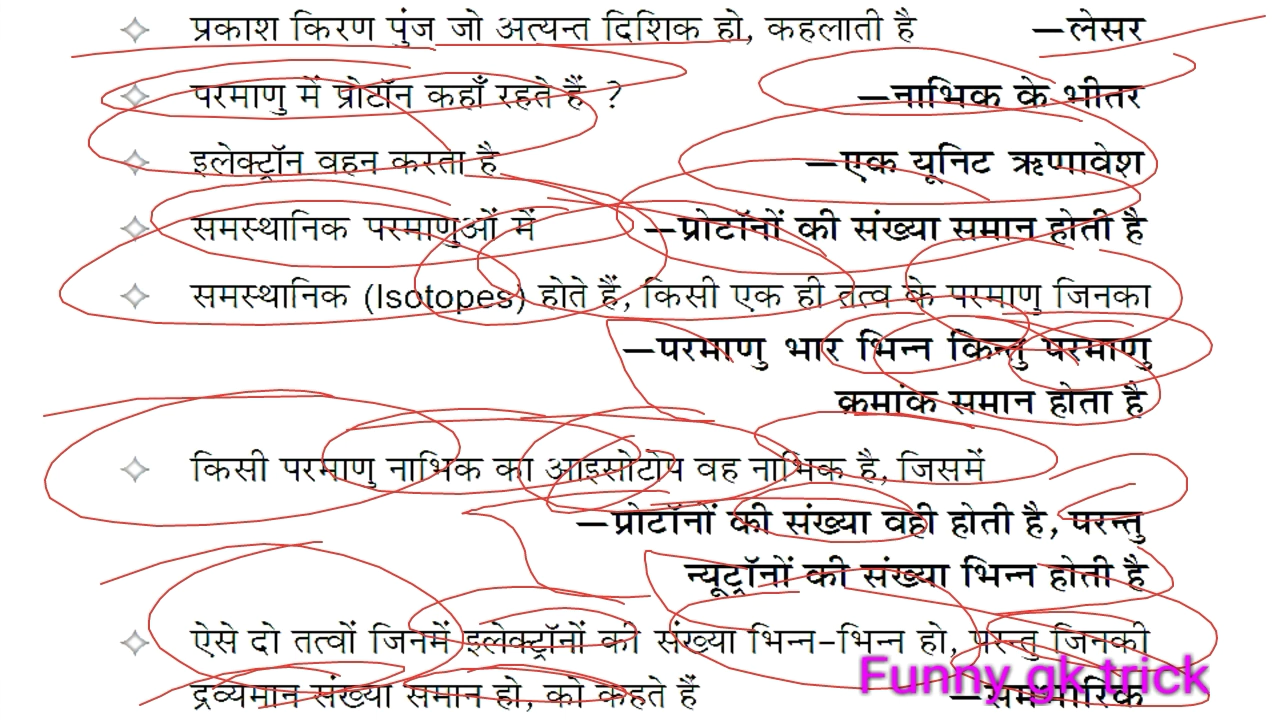 प्रकाश किरण पुंज जो अत्यन्त दिशिक हो, कहलाती है —लेसर
परमाणु में प्रोटॉन कहाँ रहते हैं ? —नाभिक के भीतर
इलेक्ट्रॉन वहन करता है —एक यूनिट ऋणावेश
समस्थानिक परमाणुओं में —प्रोटॉनों की संख्या समान होती है
समस्थानिक (Isotopes) होते हैं, किसी एक ही तत्व के परमाणु जिनका
—परमाणु भार भिन्न किन्तु परमाणु
क्रमांक समान होता है
किसी परमाणु नाभिक का आइसोटोप वह नाभिक है, जिसमें
—प्रोटॉनों की संख्या वही होती है, परन्तु
न्यूट्रॉनों की संख्या भिन्न होती है
ऐसे दो तत्वों जिनमें इलेक्ट्रॉनों की संख्या भिन्न-भिन्न हो, परन्तु जिनकी
द्रव्यमान संख्या समान हो, को कहते हैं —समभारिक
Funny gk trick